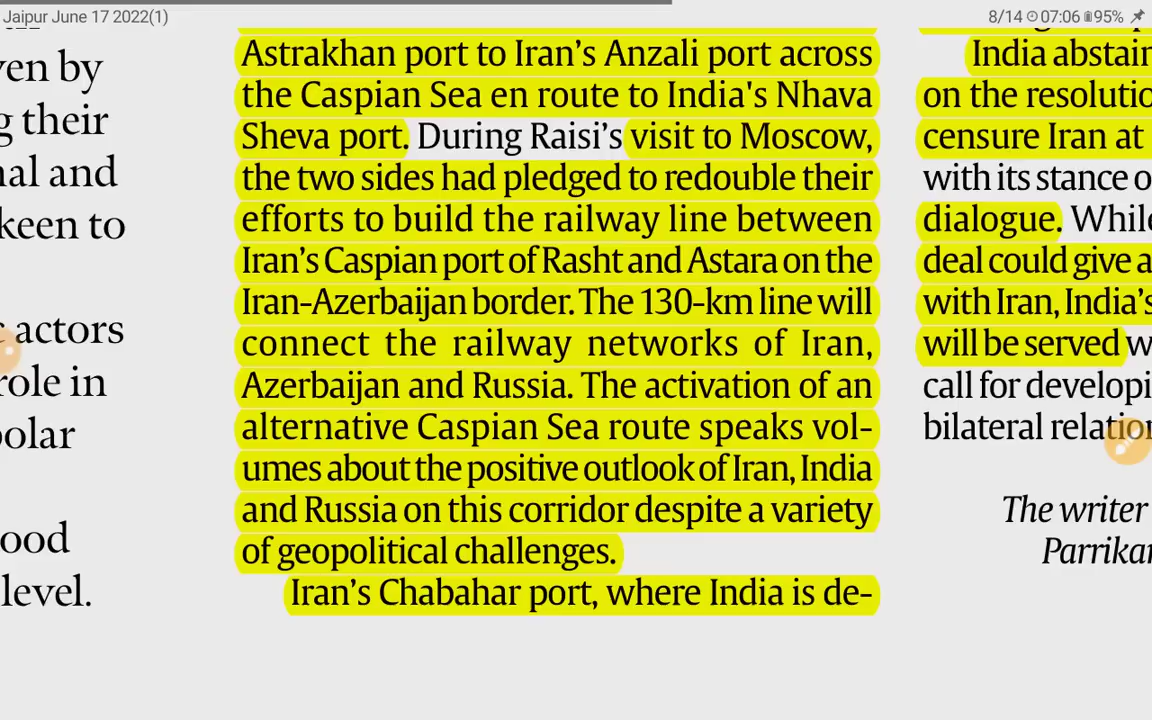 Jaipur June 17 2022(1)
8/14 07:06 95%
ven by
g their
nal and
keen to
actors
role in
polar
ood
level.
Astrakhan port to Iran’s Anzali port across
the Caspian Sea en route to India's Nhava
Sheva port. During Raisi’s visit to Moscow,
the two sides had pledged to redouble their
efforts to build the railway line between
Iran’s Caspian port of Rasht and Astara on the
Iran-Azerbaijan border. The 130-km line will
connect the railway networks of Iran,
Azerbaijan and Russia. The activation of an
alternative Caspian Sea route speaks vol-
umes about the positive outlook of Iran, India
and Russia on this corridor despite a variety
of geopolitical challenges.
Iran’s Chabahar port, where India is de-
India abstain
on the resolutio
censure Iran at
with its stance o
dialogue. While
deal could give a
with Iran, India’s
will be served w
call for developi
bilateral relation
The writer
Parrikar